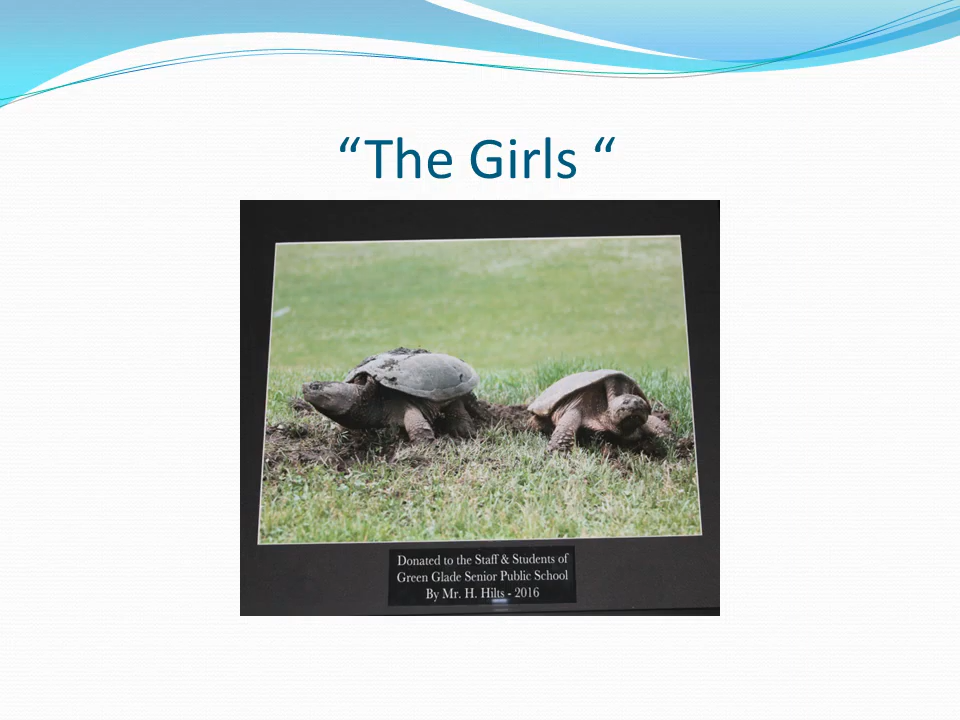 “The Girls “
Donated to the Staff & Students of
Green Glade Senior Public School
By Mr. H. Hilts - 2016